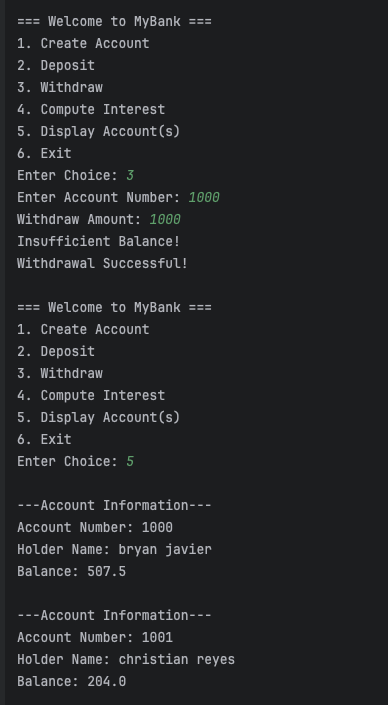 === Welcome to MyBank ===
1. Create Account
2. Deposit
3. Withdraw
4. Compute Interest
5. Display Account(s)
6. Exit
Enter Choice: 3
Enter Account Number: 1000
Withdraw Amount: 1000
Insufficient Balance!
Withdrawal Successful!

=== Welcome to MyBank ===
1. Create Account
2. Deposit
3. Withdraw
4. Compute Interest
5. Display Account(s)
6. Exit
Enter Choice: 5

---Account Information---
Account Number: 1000
Holder Name: bryan javier
Balance: 507.5

---Account Information---
Account Number: 1001
Holder Name: christian reyes
Balance: 204.0